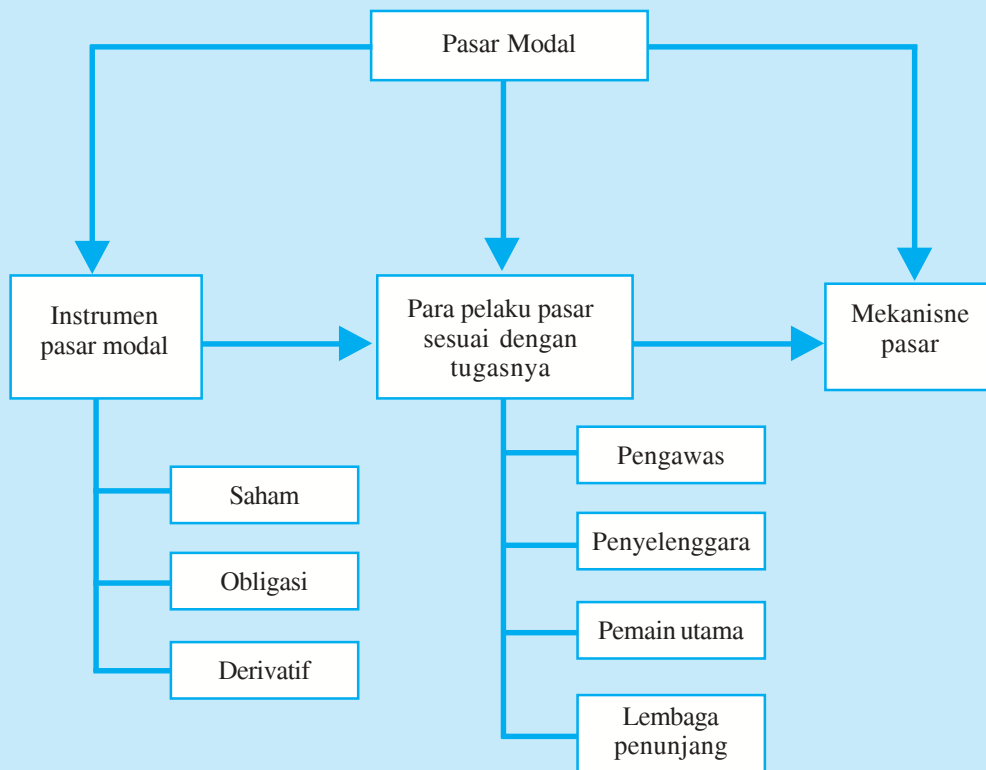 Pasar Modal
Instrumen
pasar modal
Para pelaku pasar
sesuai dengan
tugasnya
Mekanisne
pasar
Saham
Obligasi
Derivatif
Pengawas
Penyelenggara
Pemain utama
Lembaga
penunjang